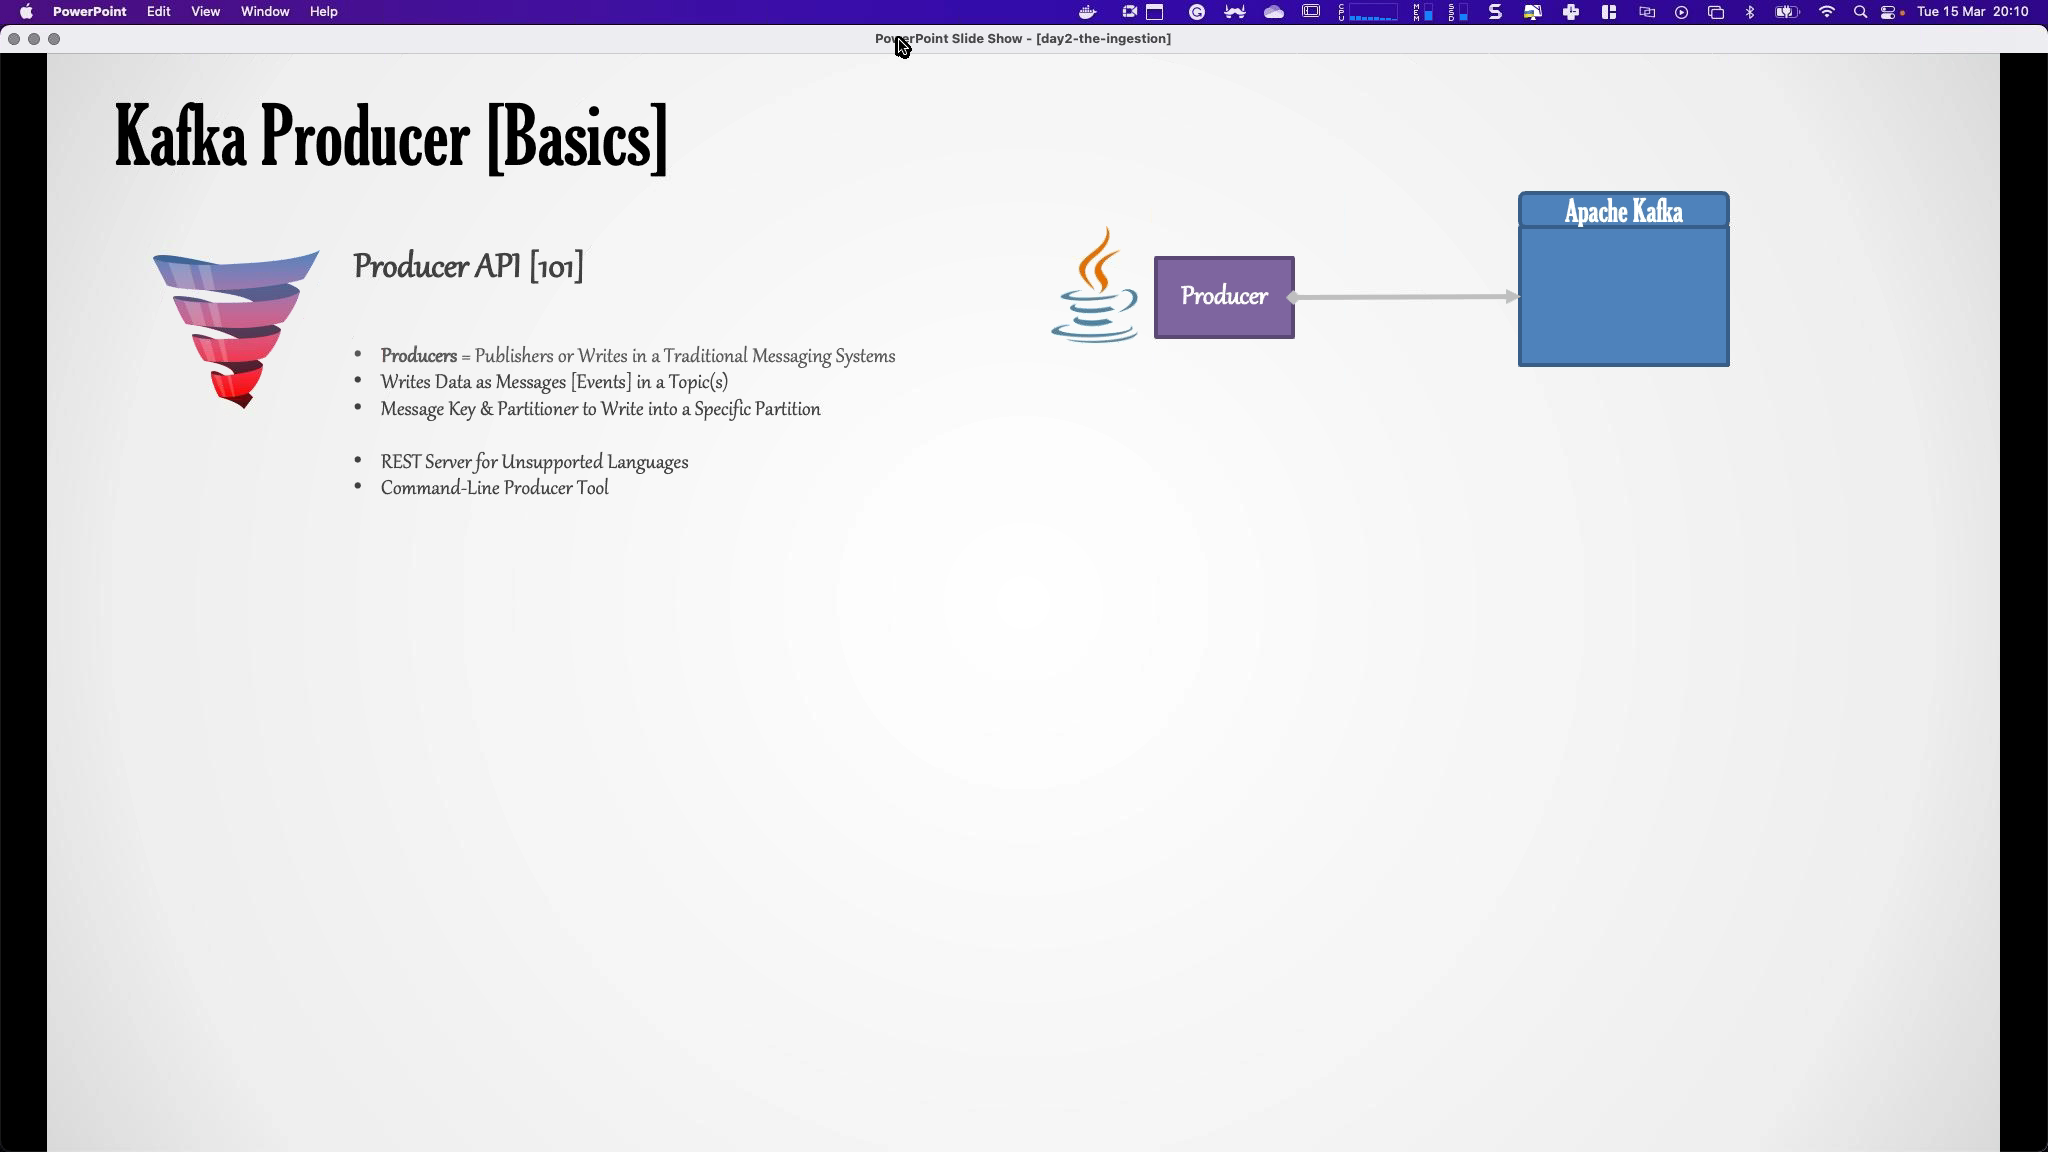 PowerPoint Edit View Window Help
CPU MEM SSD Tue 15 Mar 20:10
PowerPoint Slide Show - [day2-the-ingestion]
Kafka Producer [Basics]
Apache Kafka
Producer API [101]
Producer
• Producers = Publishers or Writes in a Traditional Messaging Systems
• Writes Data as Messages [Events] in a Topic(s)
• Message Key & Partitioner to Write into a Specific Partition
• REST Server for Unsupported Languages
• Command-Line Producer Tool